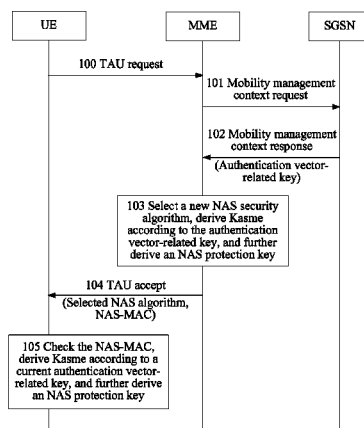 UE
MME
SGSN
100 TAU request
101 Mobility management
context request
102 Mobility management
context response
(Authentication vector-
related key)
103 Select a new NAS security
algorithm, derive Kasme
according to the authentication
vector-related key, and further
derive an NAS protection key
104 TAU accept
(Selected NAS algorithm,
NAS-MAC)
105 Check the NAS-MAC,
derive Kasme according to a
current authentication vector-
related key, and further derive
an NAS protection key